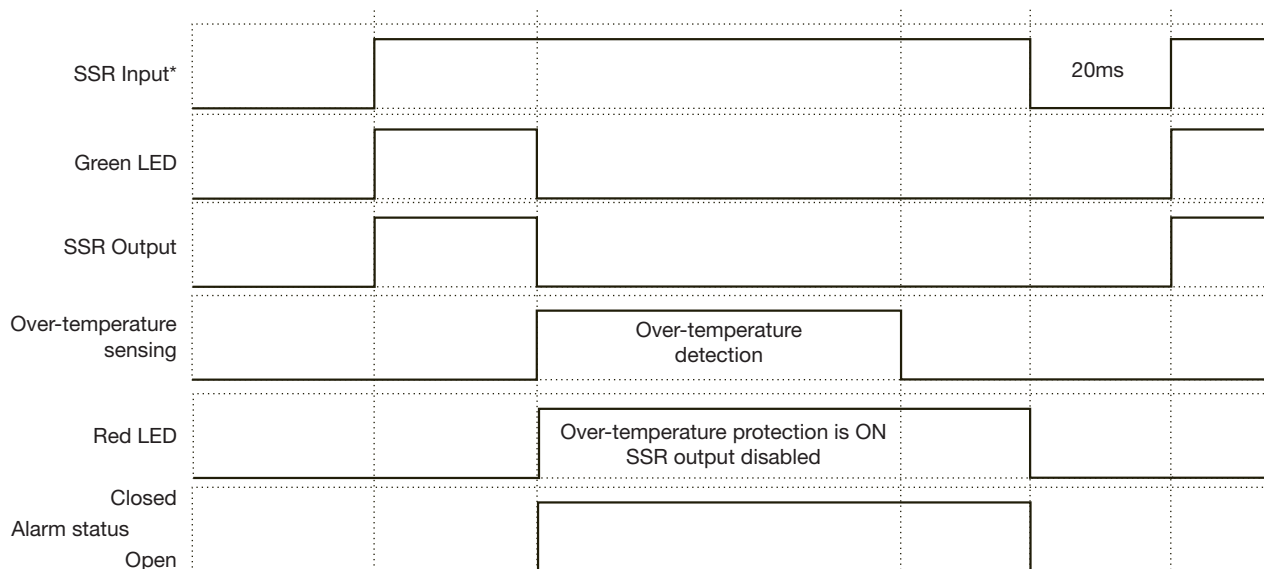 SSR Input*
20ms
Green LED
SSR Output
Over-temperature
sensing
Over-temperature
detection
Red LED
Over-temperature protection is ON
SSR output disabled
Closed
Alarm status
Open